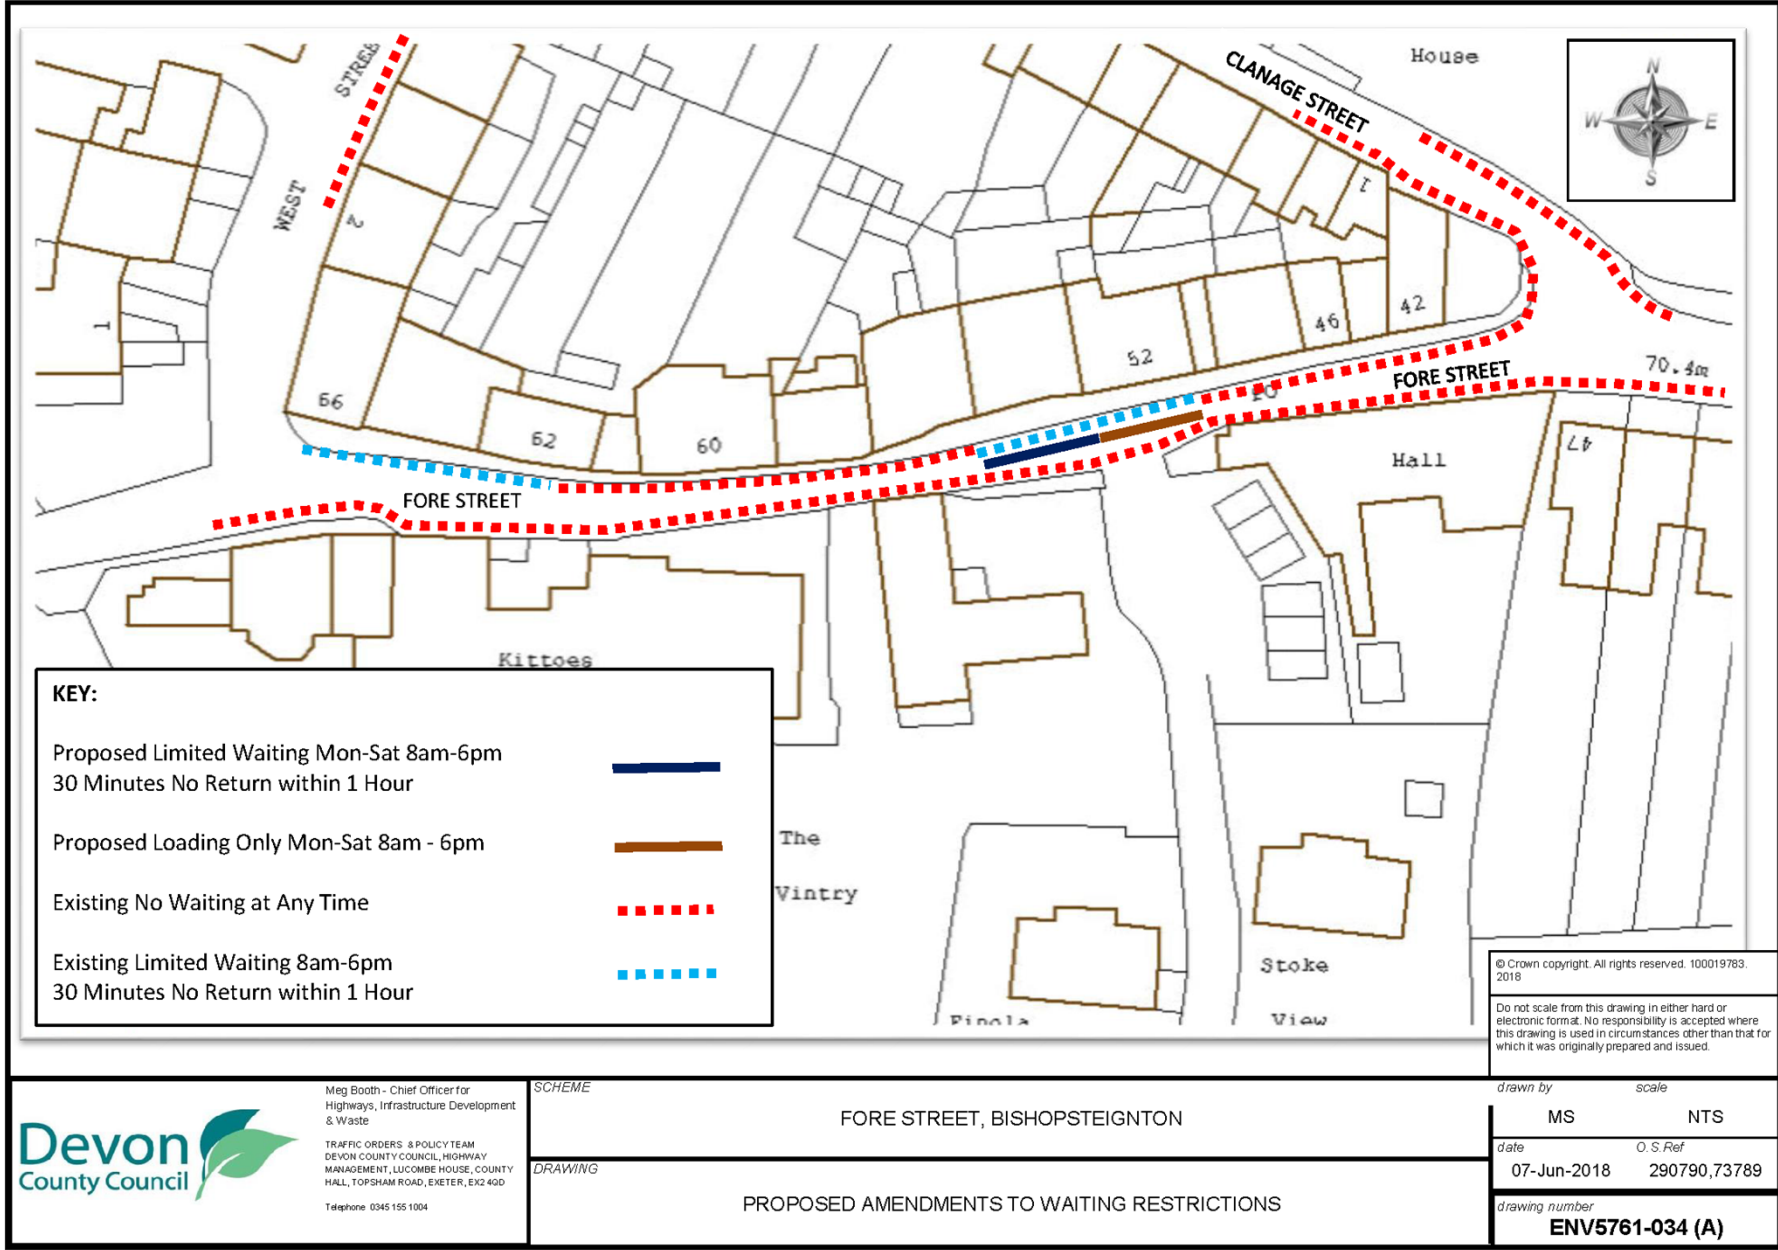 STREE
CLANAGE STREET
House
N
W E
S
WEST
2
1
1
66
62
60
52
46
42
FORE STREET
70.4m
FORE STREET
Hall
47
Kittoes
The
Vintry
Stoke
View
Finola
KEY:
Proposed Limited Waiting Mon-Sat 8am-6pm
30 Minutes No Return within 1 Hour
Proposed Loading Only Mon-Sat 8am - 6pm
Existing No Waiting at Any Time
Existing Limited Waiting 8am-6pm
30 Minutes No Return within 1 Hour
© Crown copyright. All rights reserved. 100019783.
2018
Do not scale from this drawing in either hard or
electronic format. No responsibility is accepted where
this drawing is used in circumstances other than that for
which it was originally prepared and issued.
Devon
County Council
Meg Booth - Chief Officer for
Highways, Infrastructure Development
& Waste
TRAFFIC ORDERS & POLICY TEAM
DEVON COUNTY COUNCIL, HIGHWAY
MANAGEMENT, LUCOMBE HOUSE, COUNTY
HALL, TOPSHAM ROAD, EXETER, EX2 4QD
Telephone 0345 155 1004
SCHEME
FORE STREET, BISHOPSTEIGNTON
DRAWING
PROPOSED AMENDMENTS TO WAITING RESTRICTIONS
drawn by scale
MS NTS
date O.S.Ref
07-Jun-2018 290790,73789
drawing number
ENV5761-034 (A)